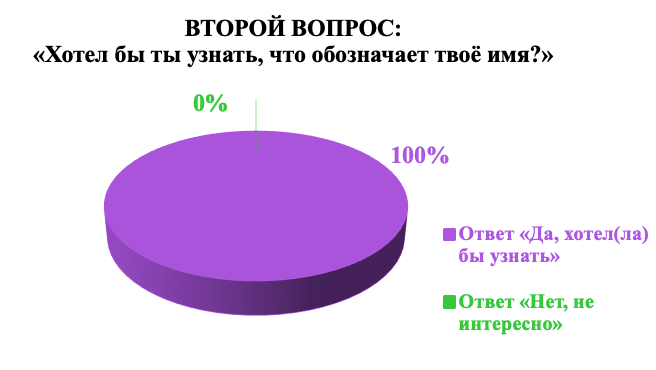 ВТОРОЙ ВОПРОС:
«Хотел бы ты узнать, что обозначает твоё имя?»
0%
100%
Ответ «Да, хотел(ла)
бы узнать»
Ответ «Нет, не
интересно»